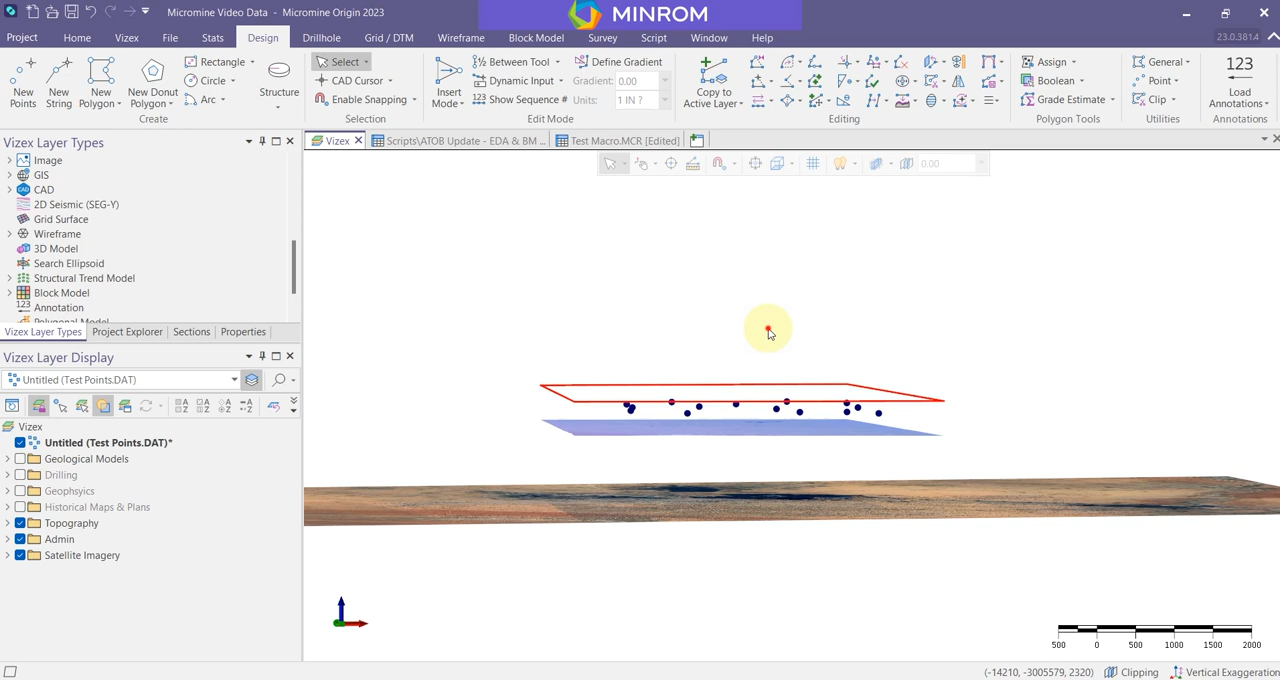 Micromine Video Data - Micromine Origin 2023
MINROM
Project Home Vizex File Stats Design Drillhole Grid / DTM Wireframe Block Model Survey Script Window Help
23.0.381.4
New Points
New String
New Polygon
New Donut Polygon
Rectangle
Circle
Arc
Structure
Create
Select
CAD Cursor
Enable Snapping
Selection
Insert Mode
Between Tool
Dynamic Input
Show Sequence #
Define Gradient
Gradient: 0.00
Units: 1 IN ?
Edit Mode
Copy to Active Layer
Editing
Assign
Boolean
Grade Estimate
Polygon Tools
General
Point
Clip
Utilities
123
Load Annotations
Annotations
Vizex Layer Types
Image
GIS
CAD
2D Seismic (SEG-Y)
Grid Surface
Wireframe
3D Model
Search Ellipsoid
Structural Trend Model
Block Model
123 Annotation
Vizex Layer Types Project Explorer Sections Properties
Vizex Layer Display
Untitled (Test Points.DAT)
Vizex
Untitled (Test Points.DAT)*
Geological Models
Drilling
Geophsyics
Historical Maps & Plans
Topography
Admin
Satellite Imagery
Vizex
Scripts\ATOB Update - EDA & BM ...
Test Macro.MCR [Edited]
0.00
500 0 500 1000 1500 2000
(-14210, -3005579, 2320) Clipping Vertical Exaggeration